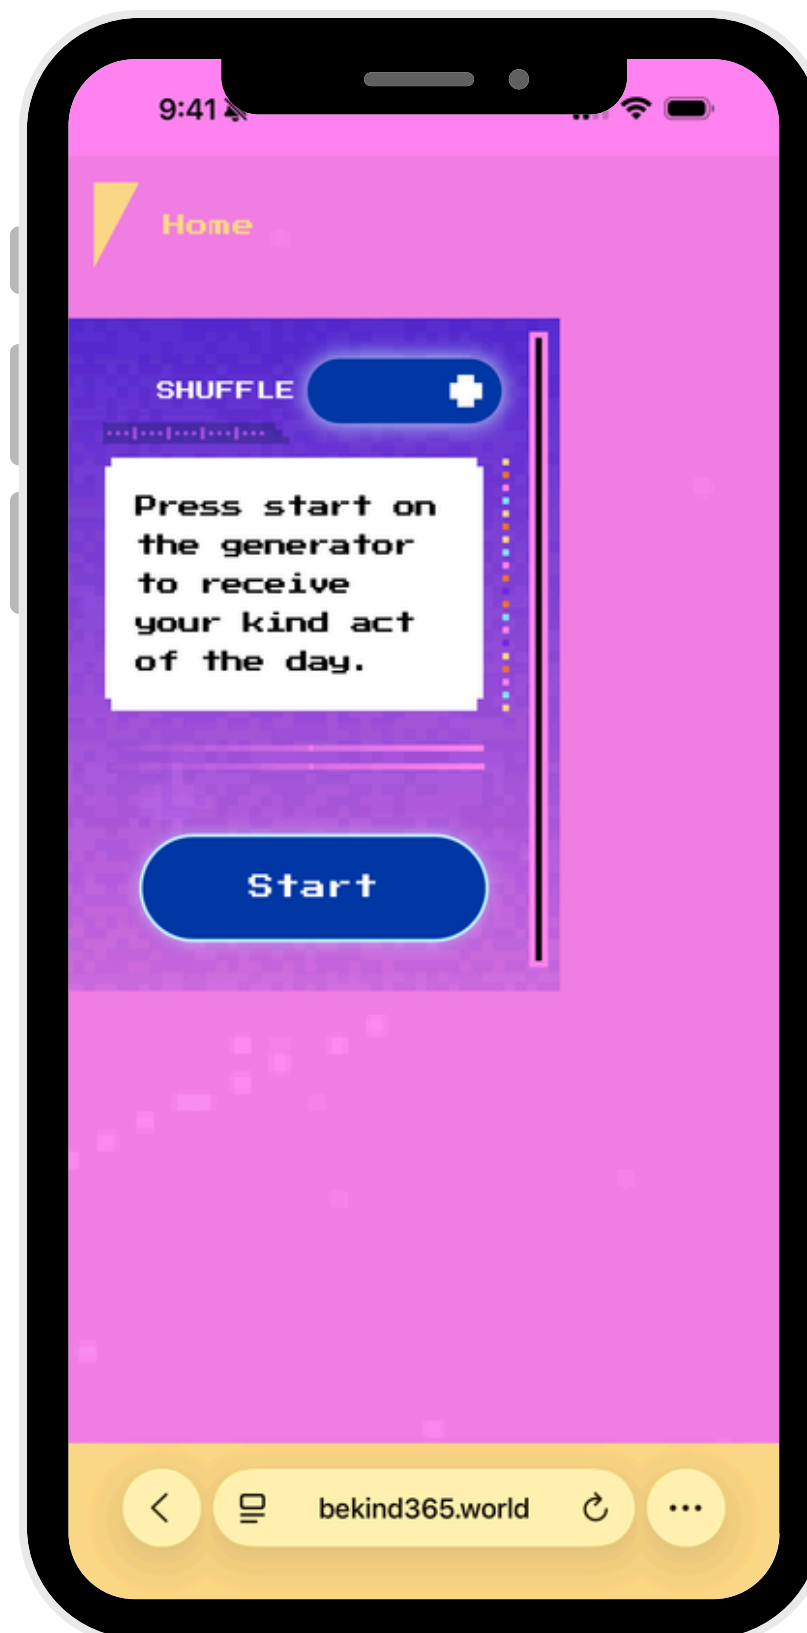 9:41
Home
SHUFFLE
Press start on
the generator
to receive
your kind act
of the day.
Start
bekind365.world